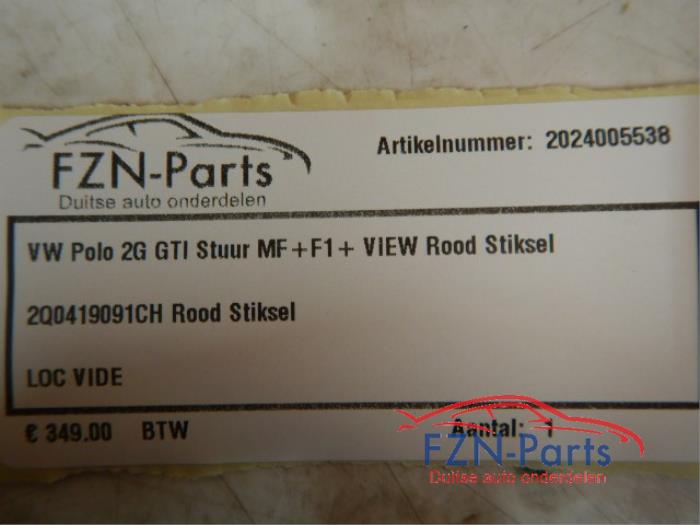 FZN-Parts
Duitse auto onderdelen
Artikelnummer: 2024005538
VW Polo 2G GTI Stuur MF+F1+ ViEW Rood Stiksel
2Q0419091CH Rood Stiksel
LOC VIDE
€ 349.00 BTW
Aantal: 1
FZN-Parts
Duitse auto onderdelen